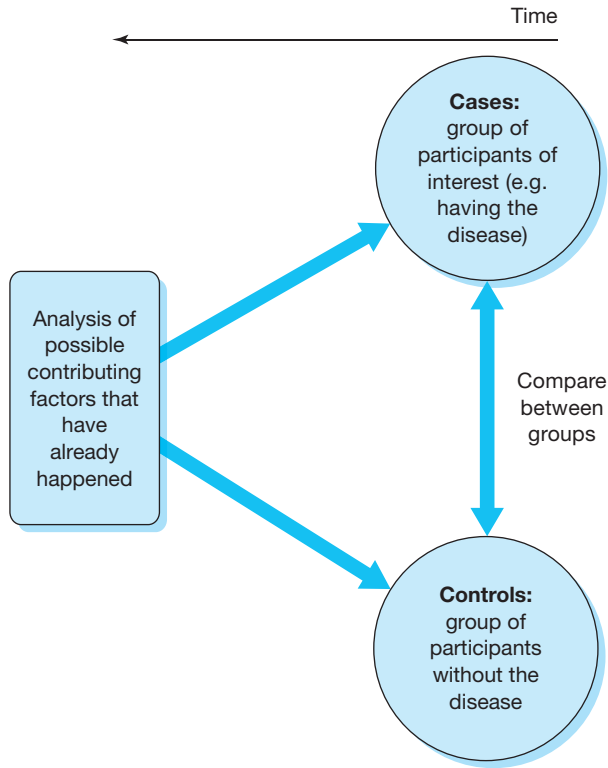 Time
Cases:
group of
participants of
interest (e.g.
having the
disease)
Analysis of
possible
contributing
factors that
have
already
happened
Compare
between
groups
Controls:
group of
participants
without the
disease